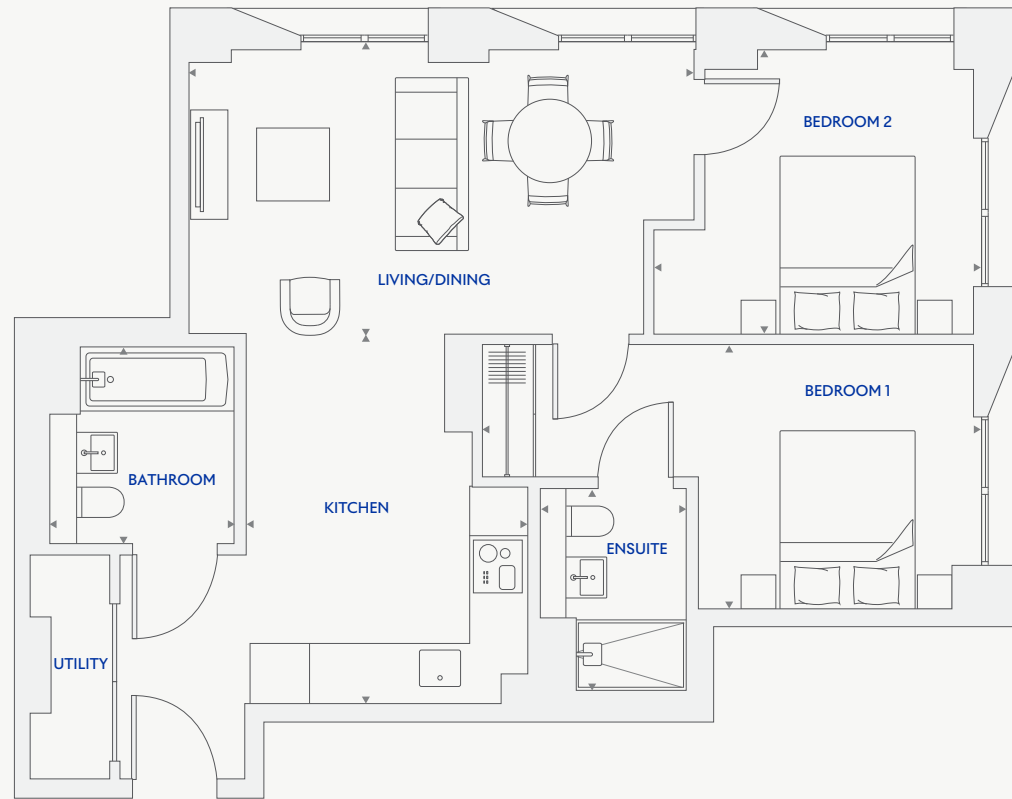 BEDROOM 2
LIVING/DINING
BEDROOM 1
BATHROOM
KITCHEN
ENSUITE
UTILITY